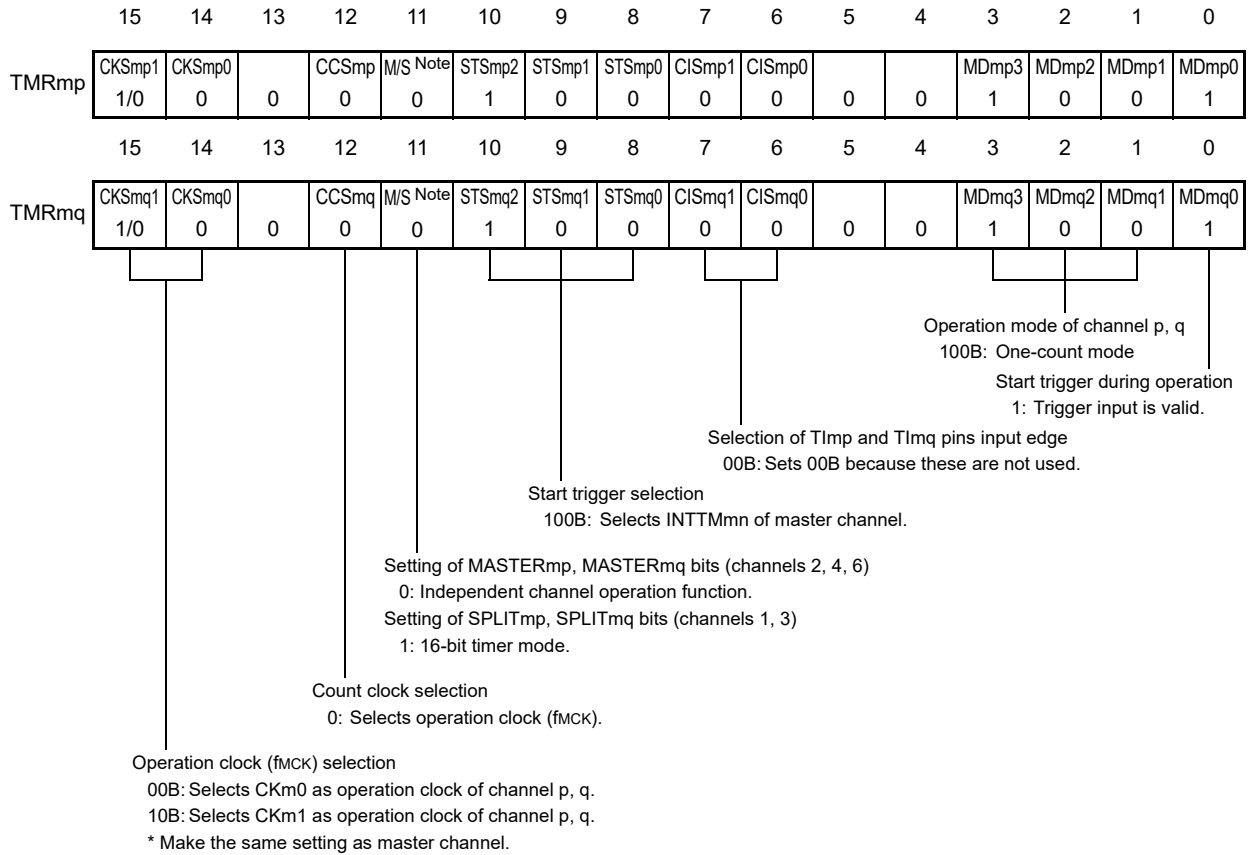 15 14 13 12 11 10 9 8 7 6 5 4 3 2 1 0
TMRmp CKSmp1 CKSmp0 CCSmp M/S Note STSmp2 STSmp1 STSmp0 CISmp1 CISmp0 MDmp3 MDmp2 MDmp1 MDmp0
1/0 0 0 0 0 1 0 0 0 0 0 0 1 0 0 1
15 14 13 12 11 10 9 8 7 6 5 4 3 2 1 0
TMRmq CKSmq1 CKSmq0 CCSmq M/S Note STSmq2 STSmq1 STSmq0 CISmq1 CISmq0 MDmq3 MDmq2 MDmq1 MDmq0
1/0 0 0 0 0 1 0 0 0 0 0 0 1 0 0 1
Operation mode of channel p, q
100B: One-count mode
Start trigger during operation
1: Trigger input is valid.
Selection of TImp and TImq pins input edge
00B: Sets 00B because these are not used.
Start trigger selection
100B: Selects INTTMmn of master channel.
Setting of MASTERmp, MASTERmq bits (channels 2, 4, 6)
0: Independent channel operation function.
Setting of SPLITmp, SPLITmq bits (channels 1, 3)
1: 16-bit timer mode.
Count clock selection
0: Selects operation clock (fMCK).
Operation clock (fMCK) selection
00B: Selects CKm0 as operation clock of channel p, q.
10B: Selects CKm1 as operation clock of channel p, q.
* Make the same setting as master channel.